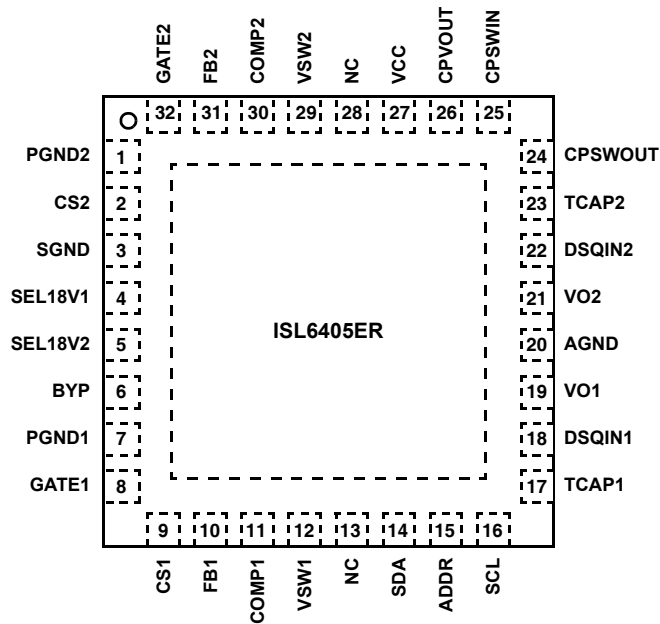 GATE2
FB2
COMP2
VSW2
NC
VCC
CPVOUT
CPSWIN
32 31 30 29 28 27 26 25
PGND2 1 24 CPSWOUT
CS2 2 23 TCAP2
SGND 3 22 DSQIN2
SEL18V1 4 21 VO2
SEL18V2 5 ISL6405ER 20 AGND
BYP 6 19 VO1
PGND1 7 18 DSQIN1
GATE1 8 17 TCAP1
9 10 11 12 13 14 15 16
CS1
FB1
COMP1
VSW1
NC
SDA
ADDR
SCL